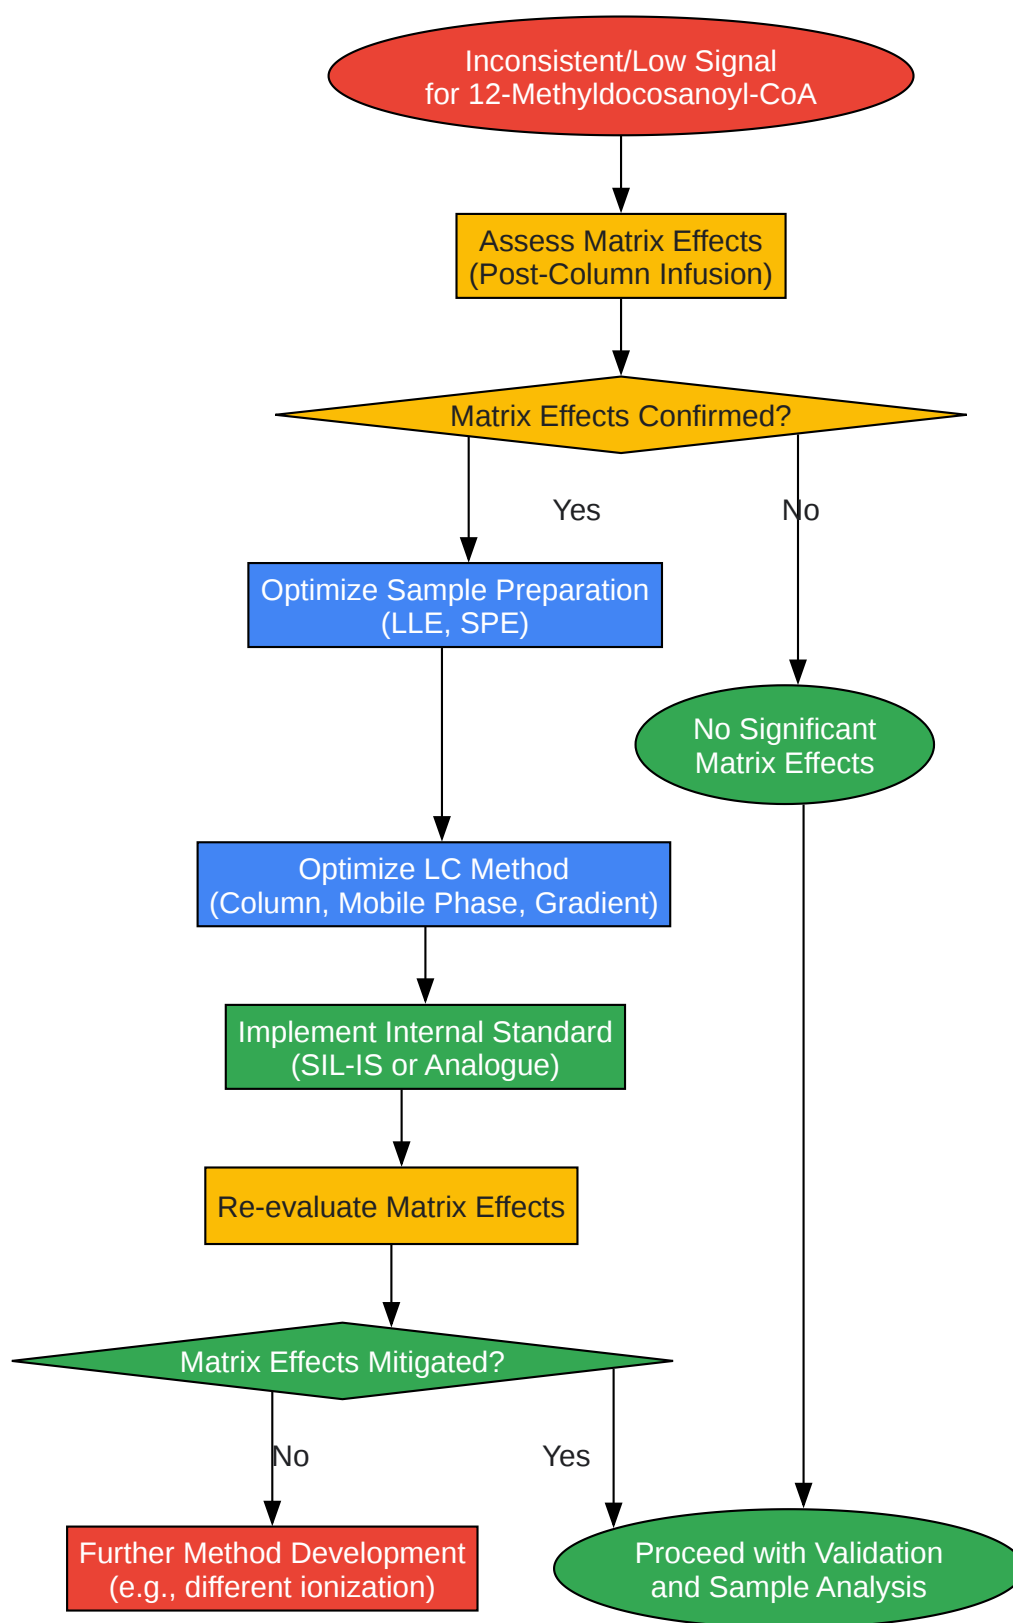 Inconsistent/Low Signal
for 12-Methyldocosanoyl-CoA
Assess Matrix Effects
(Post-Column Infusion)
Matrix Effects Confirmed?
Yes
No
Optimize Sample Preparation
(LLE, SPE)
No Significant
Matrix Effects
Optimize LC Method
(Column, Mobile Phase, Gradient)
Implement Internal Standard
(SIL-IS or Analogue)
Re-evaluate Matrix Effects
Matrix Effects Mitigated?
No
Yes
Further Method Development
(e.g., different ionization)
Proceed with Validation
and Sample Analysis